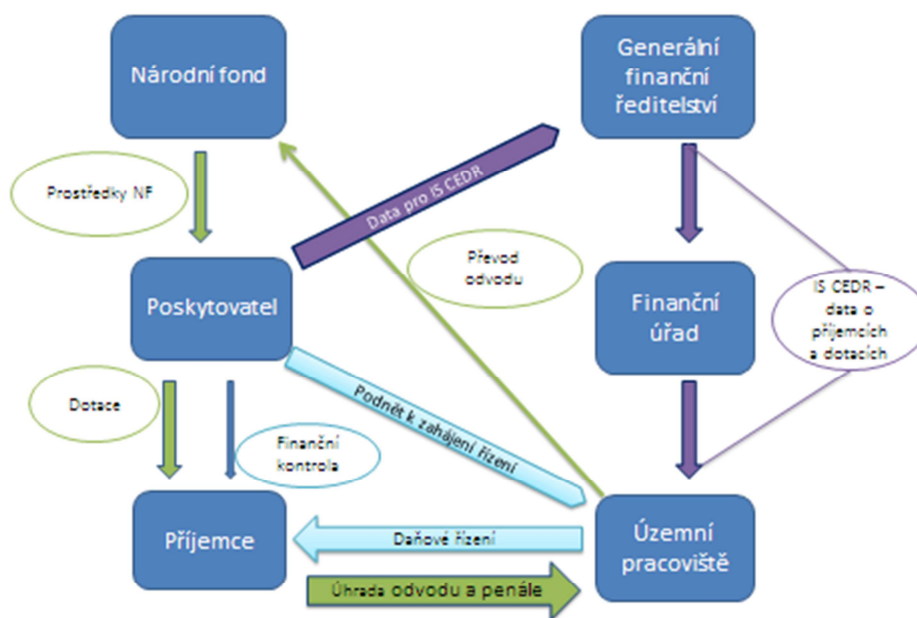 Národní fond
Generální
finanční
ředitelství
Prostředky NF
Data pro IS CEDR
Převod
odvodu
Poskytovatel
Finanční
úřad
IS CEDR –
data o
příjemcích
a dotacích
Dotace
Finanční
kontrola
Podnět k zahájení řízení
Příjemce
Daňové řízení
Územní
pracoviště
Úhrada odvodu a penále